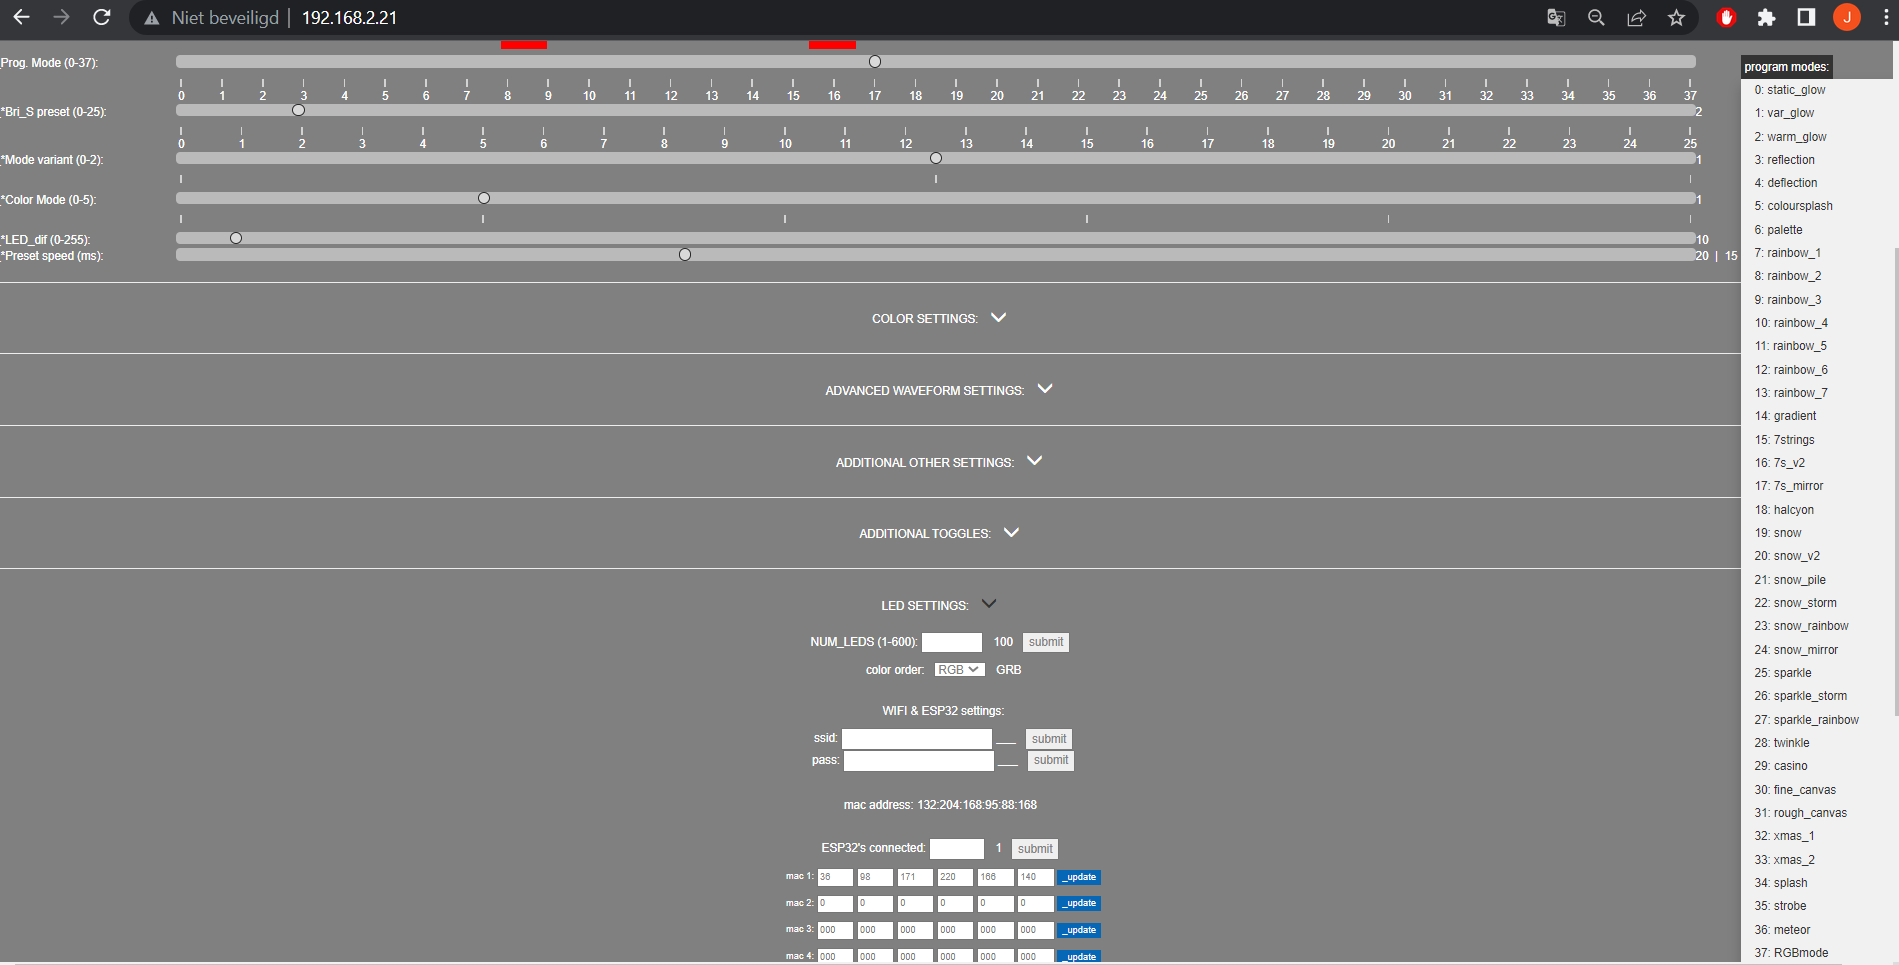 Niet beveiligd | 192.168.2.21
J
Prog. Mode (0-37):
0 1 2 3 4 5 6 7 8 9 10 11 12 13 14 15 16 17 18 19 20 21 22 23 24 25 26 27 28 29 30 31 32 33 34 35 36 37
*Bri_S preset (0-25): 2
0 1 2 3 4 5 6 7 8 9 10 11 12 13 14 15 16 17 18 19 20 21 22 23 24 25
*Mode variant (0-2): 1
*Color Mode (0-5): 1
*LED_dif (0-255): 10
*Preset speed (ms): 20 | 15
COLOR SETTINGS:
ADVANCED WAVEFORM SETTINGS:
ADDITIONAL OTHER SETTINGS:
ADDITIONAL TOGGLES:
LED SETTINGS:
NUM_LEDS (1-600): 100 submit
color order: RGB GRB
WIFI & ESP32 settings:
ssid: ___ submit
pass: ___ submit
mac address: 132:204:168:95:88:168
ESP32's connected: 1 submit
mac 1: 36 98 171 220 166 140 _update
mac 2: 0 0 0 0 0 0 _update
mac 3: 000 000 000 000 000 000 _update
mac 4: 000 000 000 000 000 000 _update
program modes:
0: static_glow
1: var_glow
2: warm_glow
3: reflection
4: deflection
5: coloursplash
6: palette
7: rainbow_1
8: rainbow_2
9: rainbow_3
10: rainbow_4
11: rainbow_5
12: rainbow_6
13: rainbow_7
14: gradient
15: 7strings
16: 7s_v2
17: 7s_mirror
18: halcyon
19: snow
20: snow_v2
21: snow_pile
22: snow_storm
23: snow_rainbow
24: snow_mirror
25: sparkle
26: sparkle_storm
27: sparkle_rainbow
28: twinkle
29: casino
30: fine_canvas
31: rough_canvas
32: xmas_1
33: xmas_2
34: splash
35: strobe
36: meteor
37: RGBmode